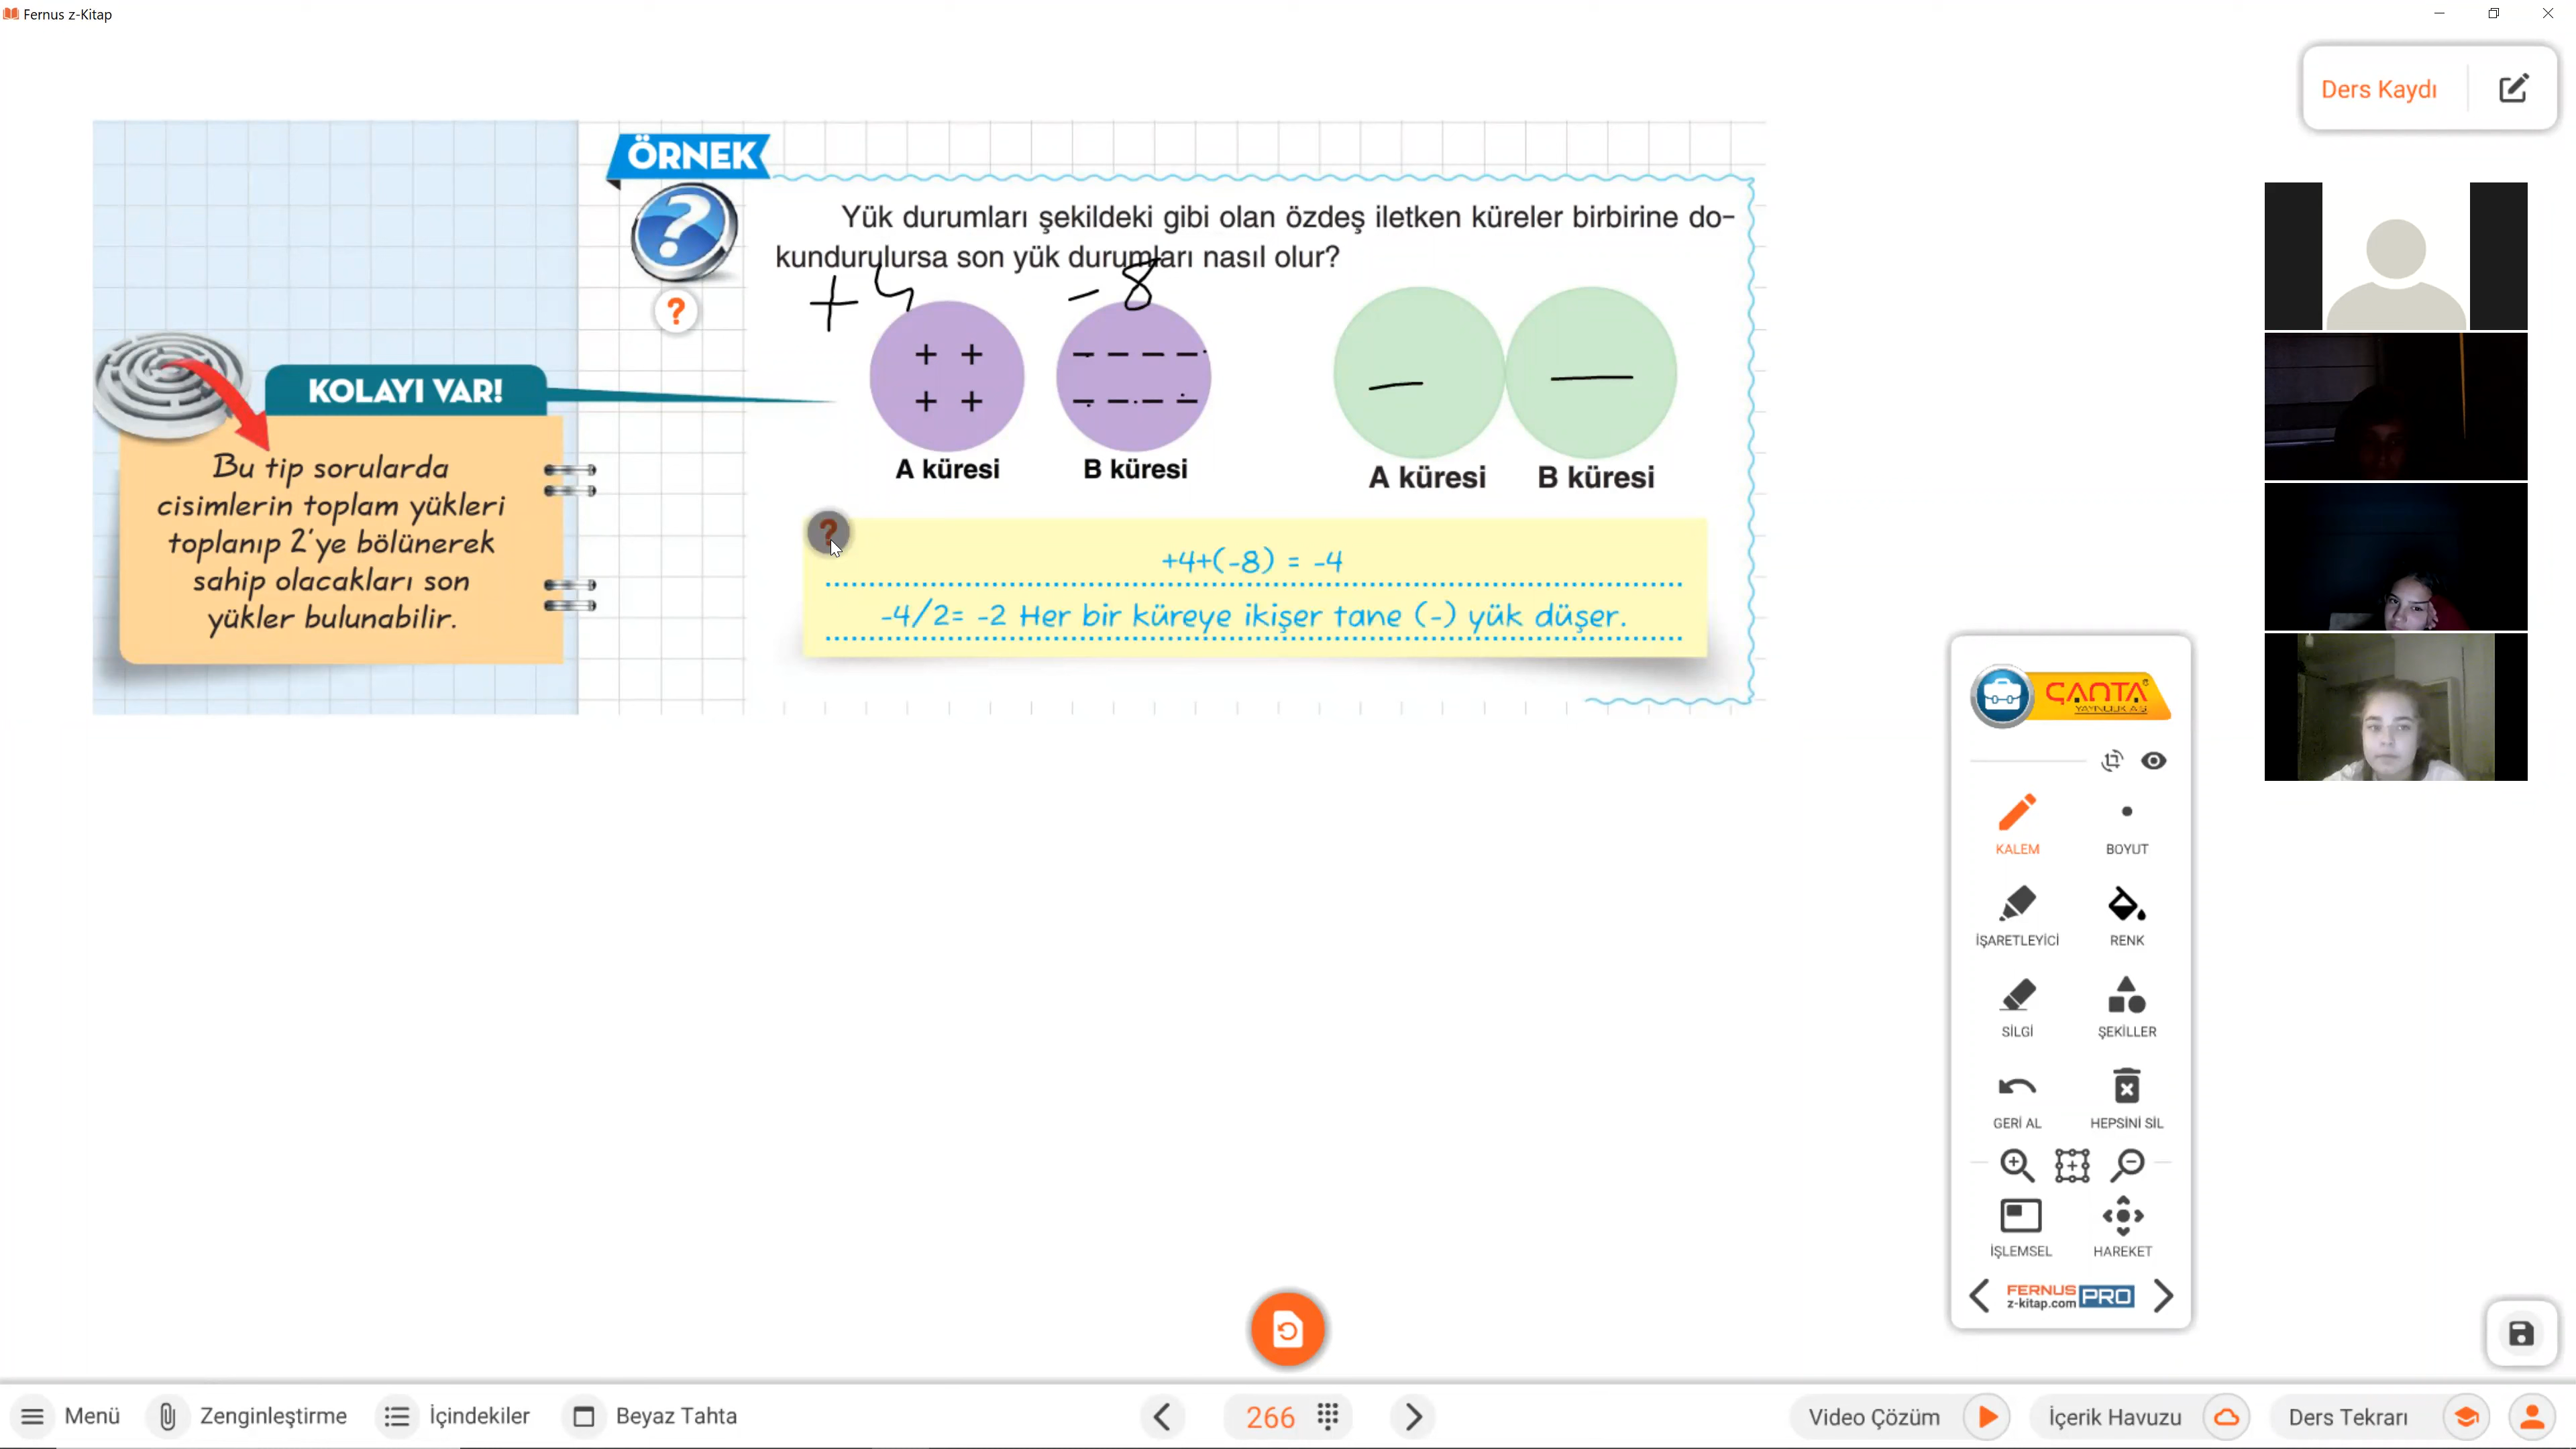 Fernus z-Kitap
Ders Kaydı
ÖRNEK
?
Yük durumları şekildeki gibi olan özdeş iletken küreler birbirine do-
kundurulursa son yük durumları nasıl olur?
?
+4
-8
+ +
- - - -
+ +
- - - -
—
—
A küresi
B küresi
A küresi
B küresi
KOLAYI VAR!
Bu tip sorularda
cisimlerin toplam yükleri
toplanıp 2'ye bölünerek
sahip olacakları son
yükler bulunabilir.
?
+4+(-8) = -4
-4/2= -2 Her bir küreye ikişer tane (-) yük düşer.
ÇANTA
YAYINCILIK A.Ş.
KALEM
BOYUT
İŞARETLEYİCİ
RENK
SİLGİ
ŞEKİLLER
GERİ AL
HEPSİNİ SİL
İŞLEMSEL
HAREKET
FERNUS PRO
z-kitap.com
Menü
Zenginleştirme
İçindekiler
Beyaz Tahta
266
Video Çözüm
İçerik Havuzu
Ders Tekrarı